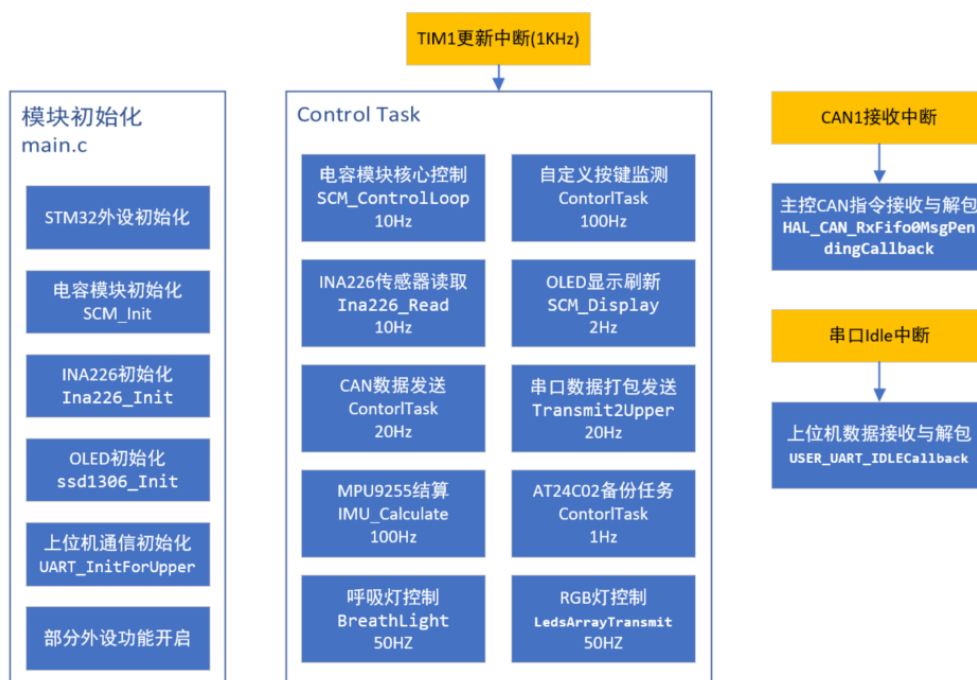 TIM1更新中断(1KHz)
模块初始化
main.c
STM32外设初始化
电容模块初始化
SCM_Init
INA226初始化
Ina226_Init
OLED初始化
ssd1306_Init
上位机通信初始化
UART_InitForUpper
部分外设功能开启
Control Task
电容模块核心控制
SCM_ControlLoop
10Hz
自定义按键监测
ContorlTask
100Hz
INA226传感器读取
Ina226_Read
10Hz
OLED显示刷新
SCM_Display
2Hz
CAN数据发送
ContorlTask
20Hz
串口数据打包发送
Transmit2Upper
20Hz
MPU9255结算
IMU_Calculate
100Hz
AT24C02备份任务
ContorlTask
1Hz
呼吸灯控制
BreathLight
50HZ
RGB灯控制
LedsArrayTransmit
50HZ
CAN1接收中断
主控CAN指令接收与解包
HAL_CAN_RxFifo0MsgPen
dingCallback
串口Idle中断
上位机数据接收与解包
USER_UART_IDLECallback